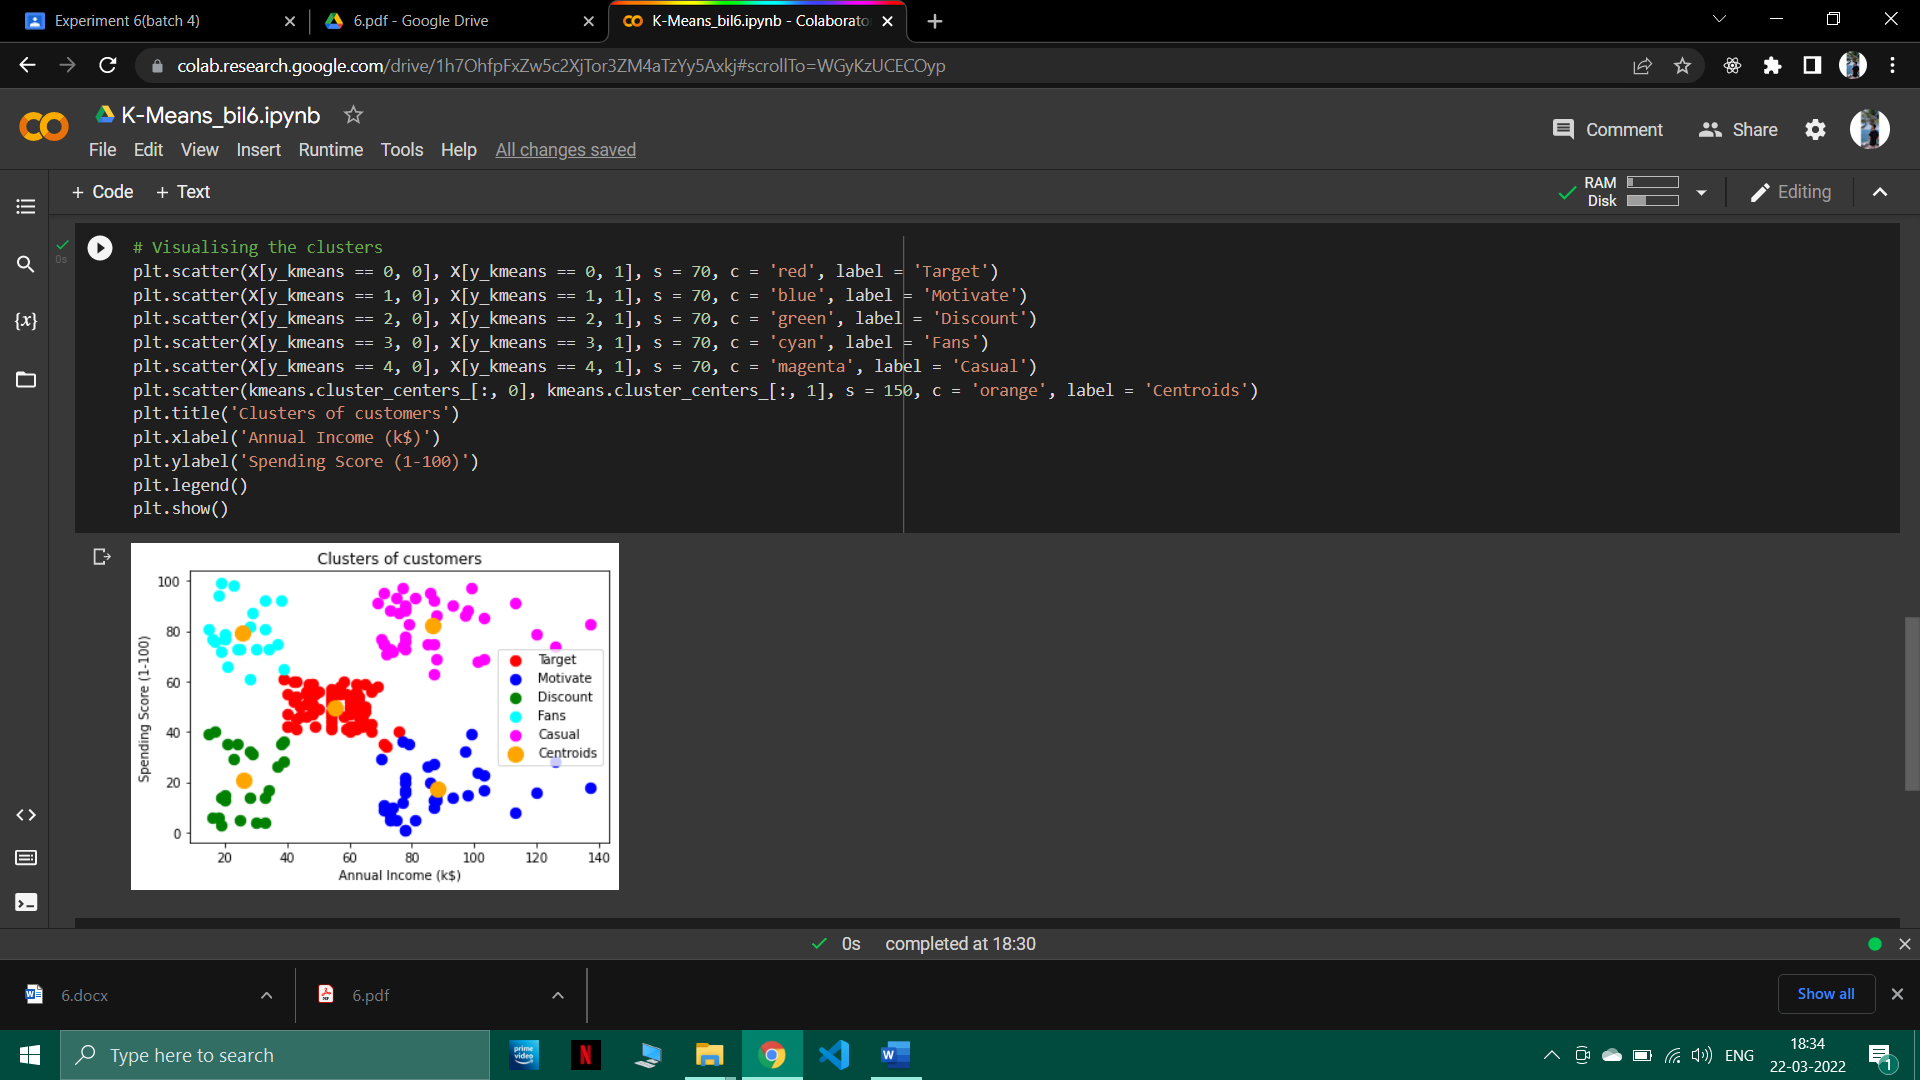 Experiment 6(batch 4)
6.pdf - Google Drive
K-Means_bil6.ipynb - Colaborato
colab.research.google.com/drive/1h7OhfpFxZw5c2XjTor3ZM4aTzYy5Axkj#scrollTo=WGyKzUCECOyp
K-Means_bil6.ipynb
File Edit View Insert Runtime Tools Help All changes saved
Comment
Share
+ Code + Text
RAM
Disk
Editing
0s
{x}
# Visualising the clusters
plt.scatter(X[y_kmeans == 0, 0], X[y_kmeans == 0, 1], s = 70, c = 'red', label = 'Target')
plt.scatter(X[y_kmeans == 1, 0], X[y_kmeans == 1, 1], s = 70, c = 'blue', label = 'Motivate')
plt.scatter(X[y_kmeans == 2, 0], X[y_kmeans == 2, 1], s = 70, c = 'green', label = 'Discount')
plt.scatter(X[y_kmeans == 3, 0], X[y_kmeans == 3, 1], s = 70, c = 'cyan', label = 'Fans')
plt.scatter(X[y_kmeans == 4, 0], X[y_kmeans == 4, 1], s = 70, c = 'magenta', label = 'Casual')
plt.scatter(kmeans.cluster_centers_[:, 0], kmeans.cluster_centers_[:, 1], s = 150, c = 'orange', label = 'Centroids')
plt.title('Clusters of customers')
plt.xlabel('Annual Income (k$)')
plt.ylabel('Spending Score (1-100)')
plt.legend()
plt.show()
Clusters of customers
Spending Score (1-100)
100
80
60
40
20
0
Target
Motivate
Discount
Fans
Casual
Centroids
20 40 60 80 100 120 140
Annual Income (k$)
0s completed at 18:30
6.docx
6.pdf
Show all
Type here to search
prime video
N
W
ENG
18:34
22-03-2022
1